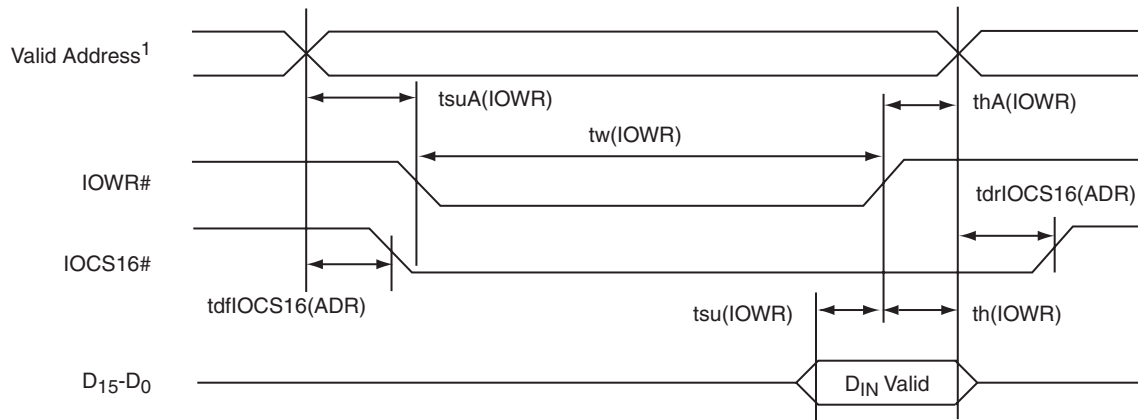 Valid Address¹
tsuA(IOWR)
thA(IOWR)
tw(IOWR)
IOWR#
tdrIOCS16(ADR)
IOCS16#
tdfIOCS16(ADR)
tsu(IOWR)
th(IOWR)
D₁₅-D₀
D_IN Valid